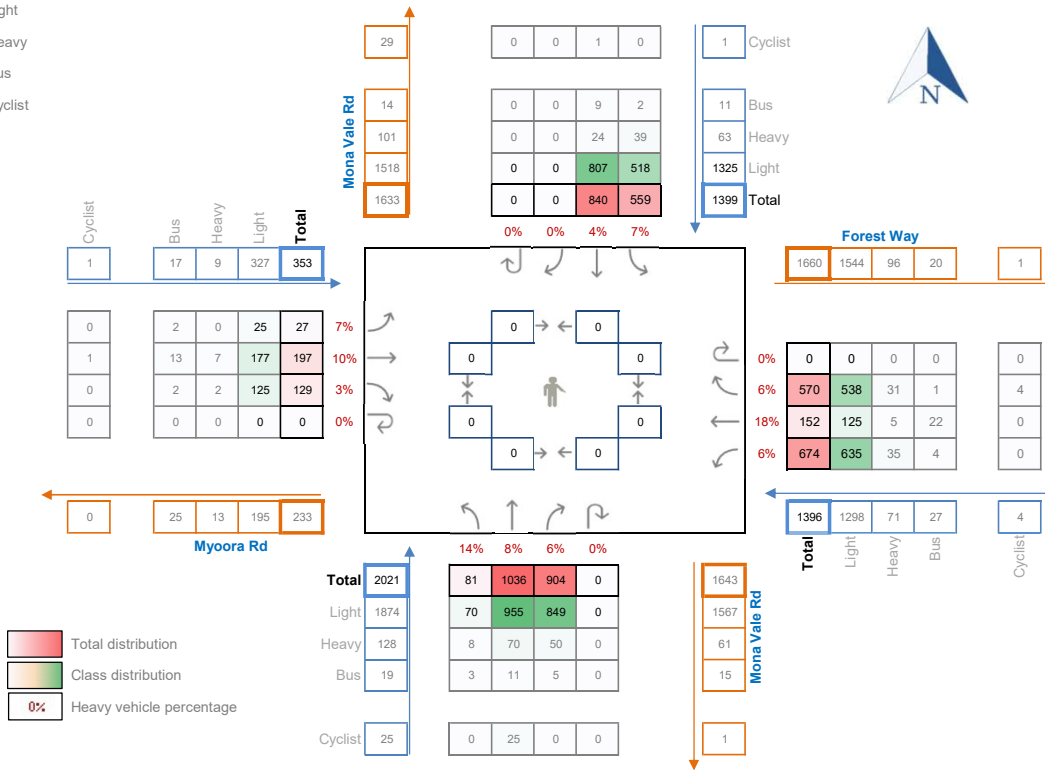 ght
eavy
us
yclist
29
0 0 1 0
1 Cyclist
Mona Vale Rd
14
0 0 9 2
11 Bus
101
0 0 24 39
63 Heavy
1518
0 0 807 518
1325 Light
1633
0 0 840 559
1399 Total
N
0% 0% 4% 7%
Cyclist Bus Heavy Light Total
1 17 9 327 353
Forest Way
1660 1544 96 20 1
0 2 0 25 27 7%
1 13 7 177 197 10%
0 2 2 125 129 3%
0 0 0 0 0 0%
0 0
0 0
0 0
0 0
0% 0 0 0 0 0
6% 570 538 31 1 4
18% 152 125 5 22 0
6% 674 635 35 4 0
0 25 13 195 233
Myoora Rd
1396 1298 71 27 4
Total Light Heavy Bus Cyclist
14% 8% 6% 0%
Total 2021
81 1036 904 0
1643
Light 1874
70 955 849 0
1567
Heavy 128
8 70 50 0
61
Bus 19
3 11 5 0
15
Mona Vale Rd
Cyclist 25
0 25 0 0
1
Total distribution
Class distribution
0% Heavy vehicle percentage